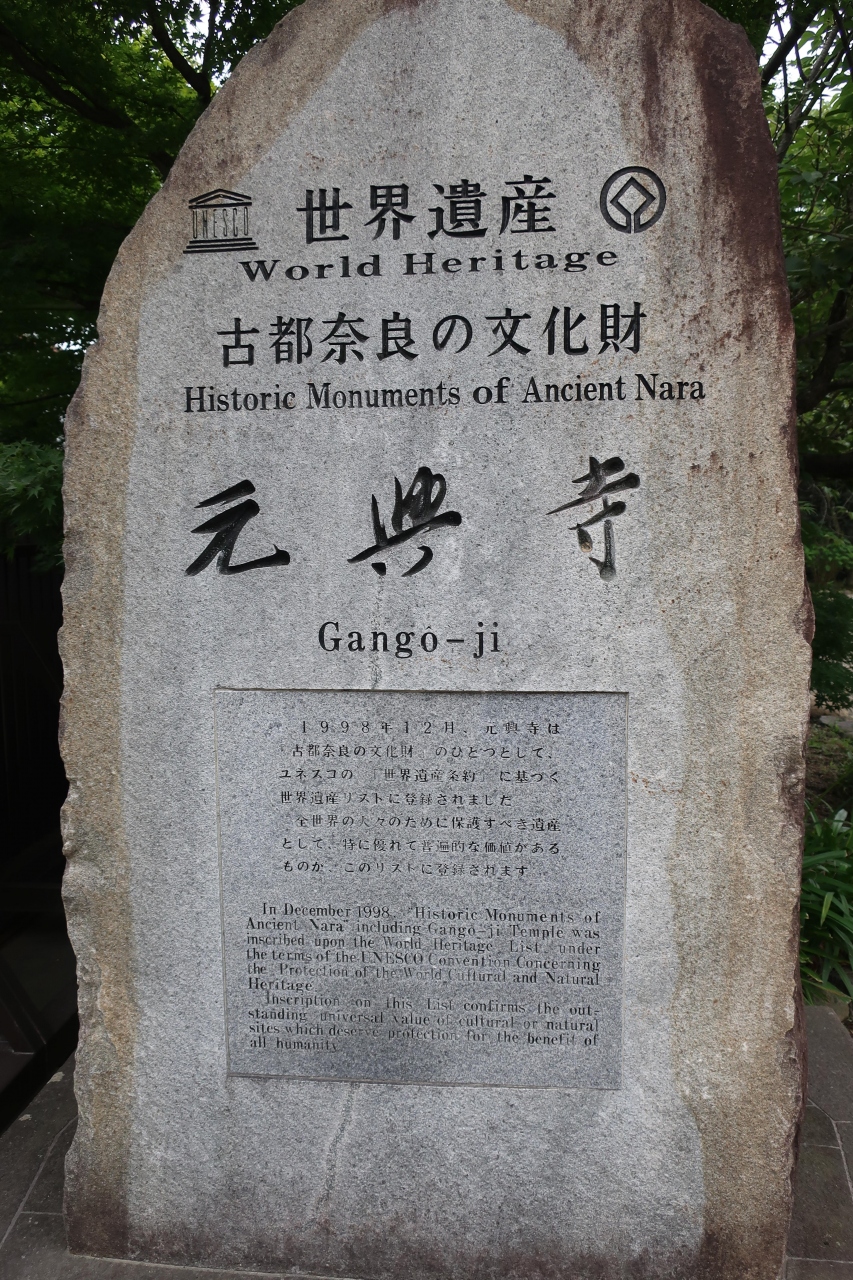 UNESCO
世界遺産
World Heritage
古都奈良の文化財
Historic Monuments of Ancient Nara
元興寺
Gangō-ji
1998年12月、元興寺は
「古都奈良の文化財」のひとつとして、
ユネスコの「世界遺産条約」に基づく
世界遺産リストに登録されました
全世界の人々のために保護すべき遺産
として、特に優れて普遍的な価値がある
ものが、このリストに登録されます
In December 1998, "Historic Monuments of
Ancient Nara" including Gangō-ji Temple was
inscribed upon the World Heritage List under
the terms of the UNESCO Convention Concerning
the Protection of the World Cultural and Natural
Heritage
Inscription on this List confirms the out-
standing universal value of cultural or natural
sites which deserve protection for the benefit of
all humanity